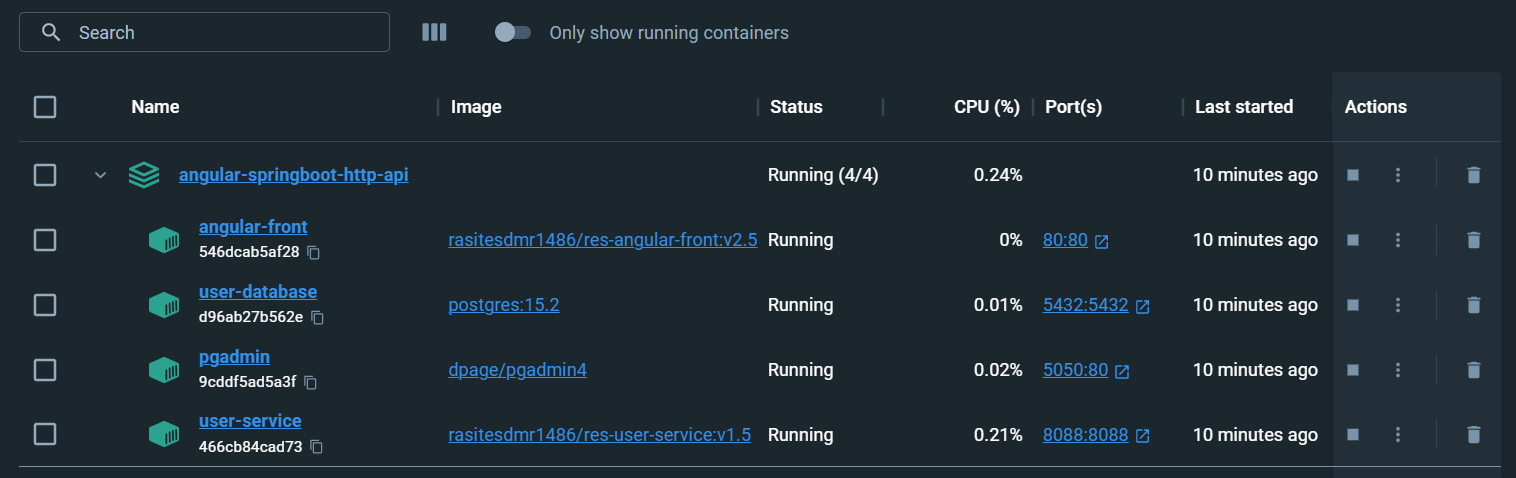 Search
Only show running containers
Name Image Status CPU (%) Port(s) Last started Actions
angular-springboot-http-api Running (4/4) 0.24% 10 minutes ago
angular-front
546dcab5af28
rasitesdmr1486/res-angular-front:v2.5 Running 0% 80:80 10 minutes ago
user-database
d96ab27b562e
postgres:15.2 Running 0.01% 5432:5432 10 minutes ago
pgadmin
9cddf5ad5a3f
dpage/pgadmin4 Running 0.02% 5050:80 10 minutes ago
user-service
466cb84cad73
rasitesdmr1486/res-user-service:v1.5 Running 0.21% 8088:8088 10 minutes ago